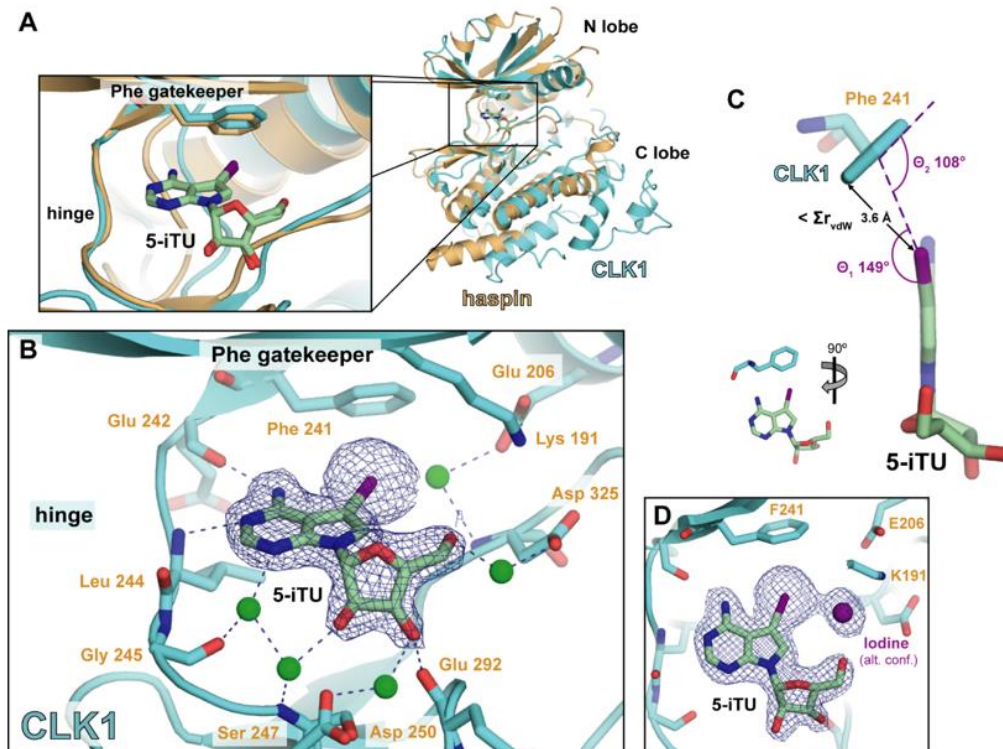 A
N lobe
Phe gatekeeper
hinge
5-iTU
C lobe
CLK1
haspin
C
Phe 241
CLK1
Θ2 108°
< ΣrvdW 3.6 Å
Θ1 149°
90°
5-iTU
B
Phe gatekeeper
Glu 206
Glu 242
Phe 241
Lys 191
hinge
Asp 325
Leu 244
5-iTU
Gly 245
Glu 292
CLK1
Ser 247
Asp 250
D
F241
E206
K191
Iodine
(alt. conf.)
5-iTU